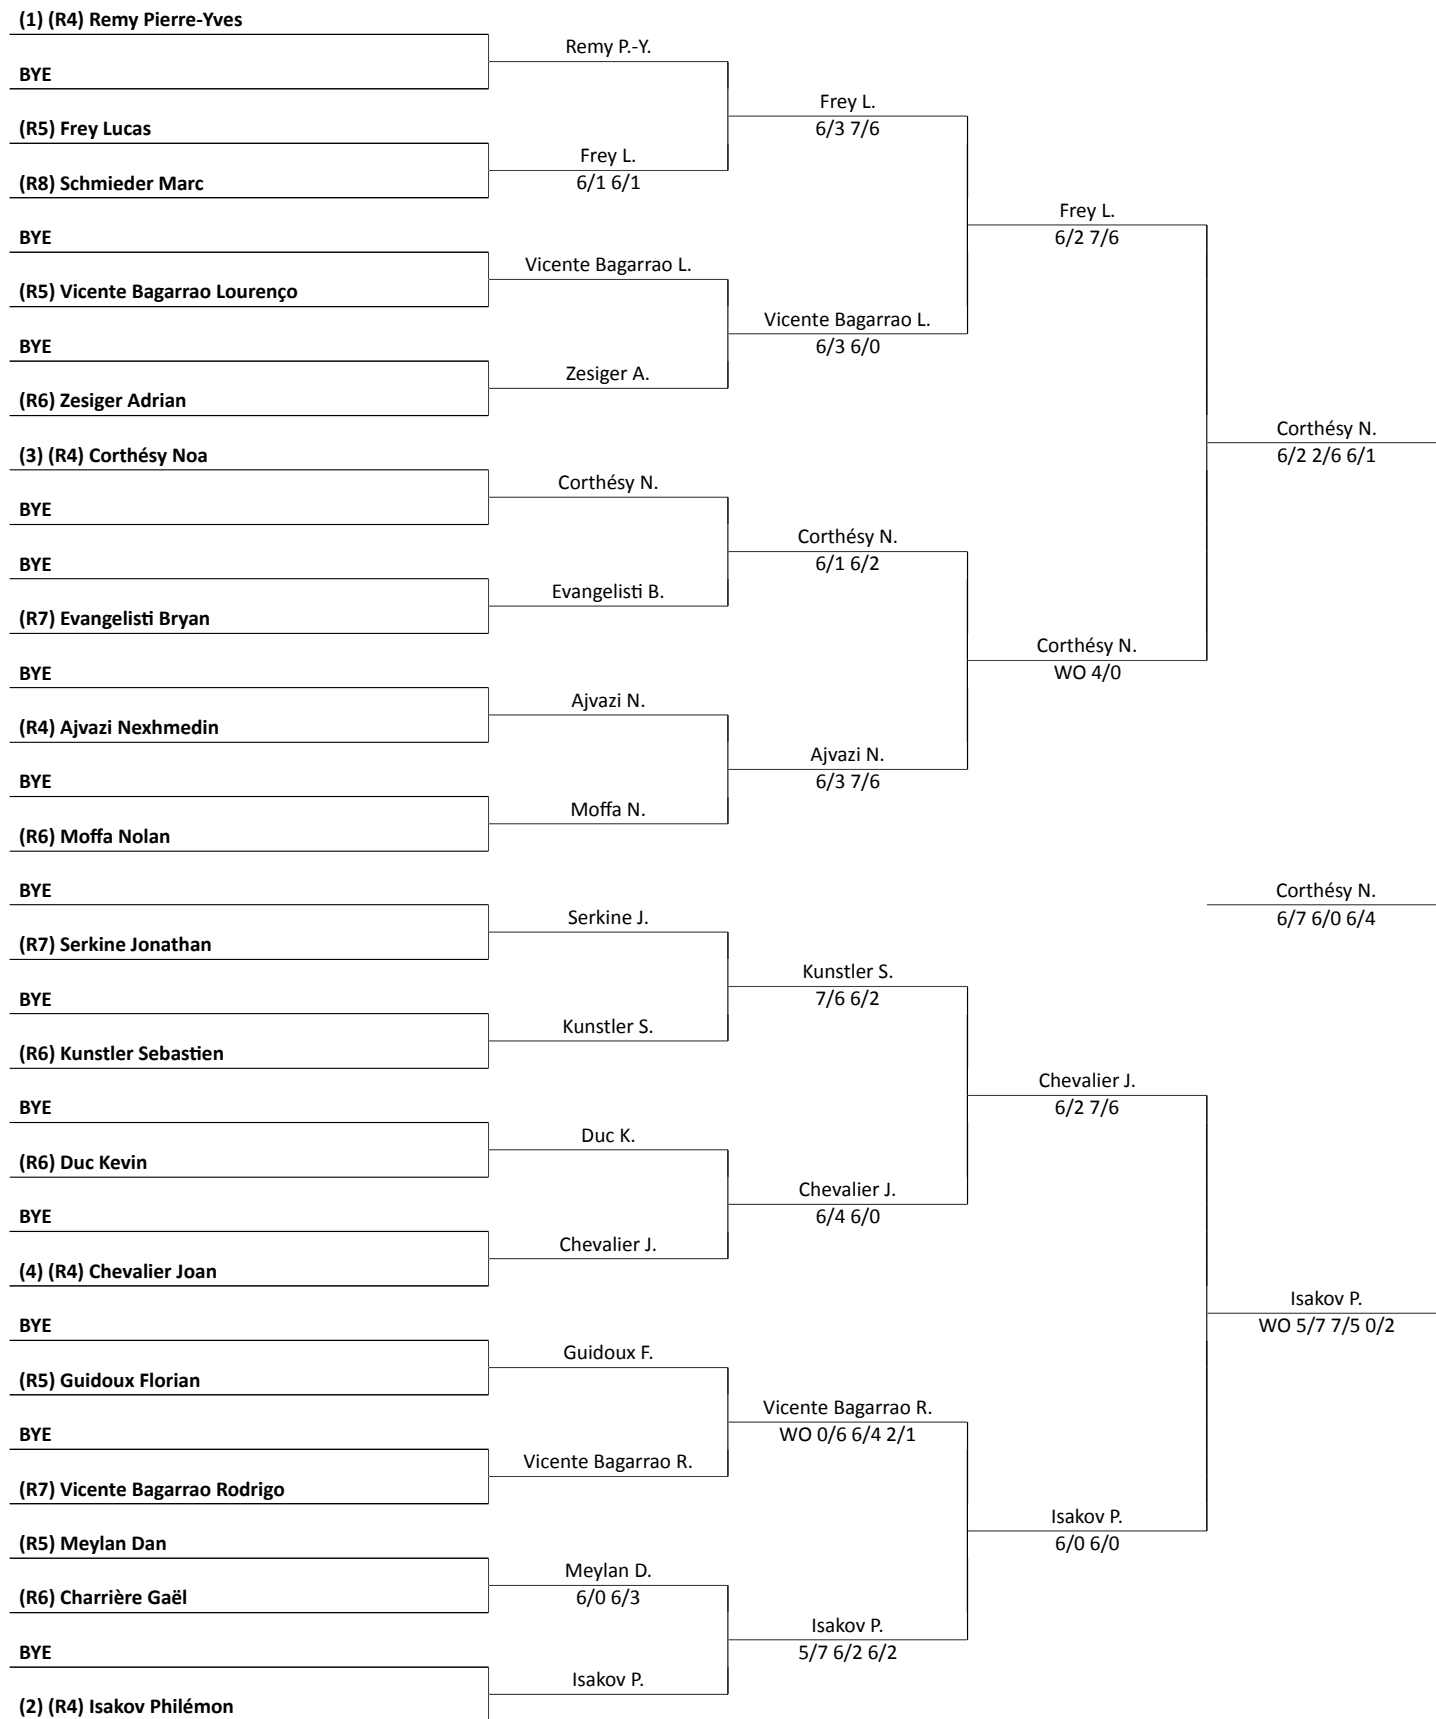 (1) (R4) Remy Pierre-Yves
Remy P.-Y.
BYE
Frey L.
6/3 7/6
(R5) Frey Lucas
Frey L.
6/1 6/1
(R8) Schmieder Marc
Frey L.
6/2 7/6
BYE
Vicente Bagarrao L.
(R5) Vicente Bagarrao Lourenço
Vicente Bagarrao L.
6/3 6/0
BYE
Zesiger A.
(R6) Zesiger Adrian
Corthésy N.
6/2 2/6 6/1
(3) (R4) Corthésy Noa
Corthésy N.
BYE
Corthésy N.
6/1 6/2
BYE
Evangelisti B.
(R7) Evangelisti Bryan
Corthésy N.
WO 4/0
BYE
Ajvazi N.
(R4) Ajvazi Nexhmedin
Ajvazi N.
6/3 7/6
BYE
Moffa N.
(R6) Moffa Nolan
BYE
Corthésy N.
6/7 6/0 6/4
Serkine J.
(R7) Serkine Jonathan
Kunstler S.
7/6 6/2
BYE
Kunstler S.
(R6) Kunstler Sebastien
Chevalier J.
6/2 7/6
BYE
Duc K.
(R6) Duc Kevin
Chevalier J.
6/4 6/0
BYE
Chevalier J.
(4) (R4) Chevalier Joan
Isakov P.
WO 5/7 7/5 0/2
BYE
Guidoux F.
(R5) Guidoux Florian
Vicente Bagarrao R.
WO 0/6 6/4 2/1
BYE
Vicente Bagarrao R.
(R7) Vicente Bagarrao Rodrigo
Isakov P.
6/0 6/0
(R5) Meylan Dan
Meylan D.
6/0 6/3
(R6) Charrière Gaël
Isakov P.
5/7 6/2 6/2
BYE
Isakov P.
(2) (R4) Isakov Philémon